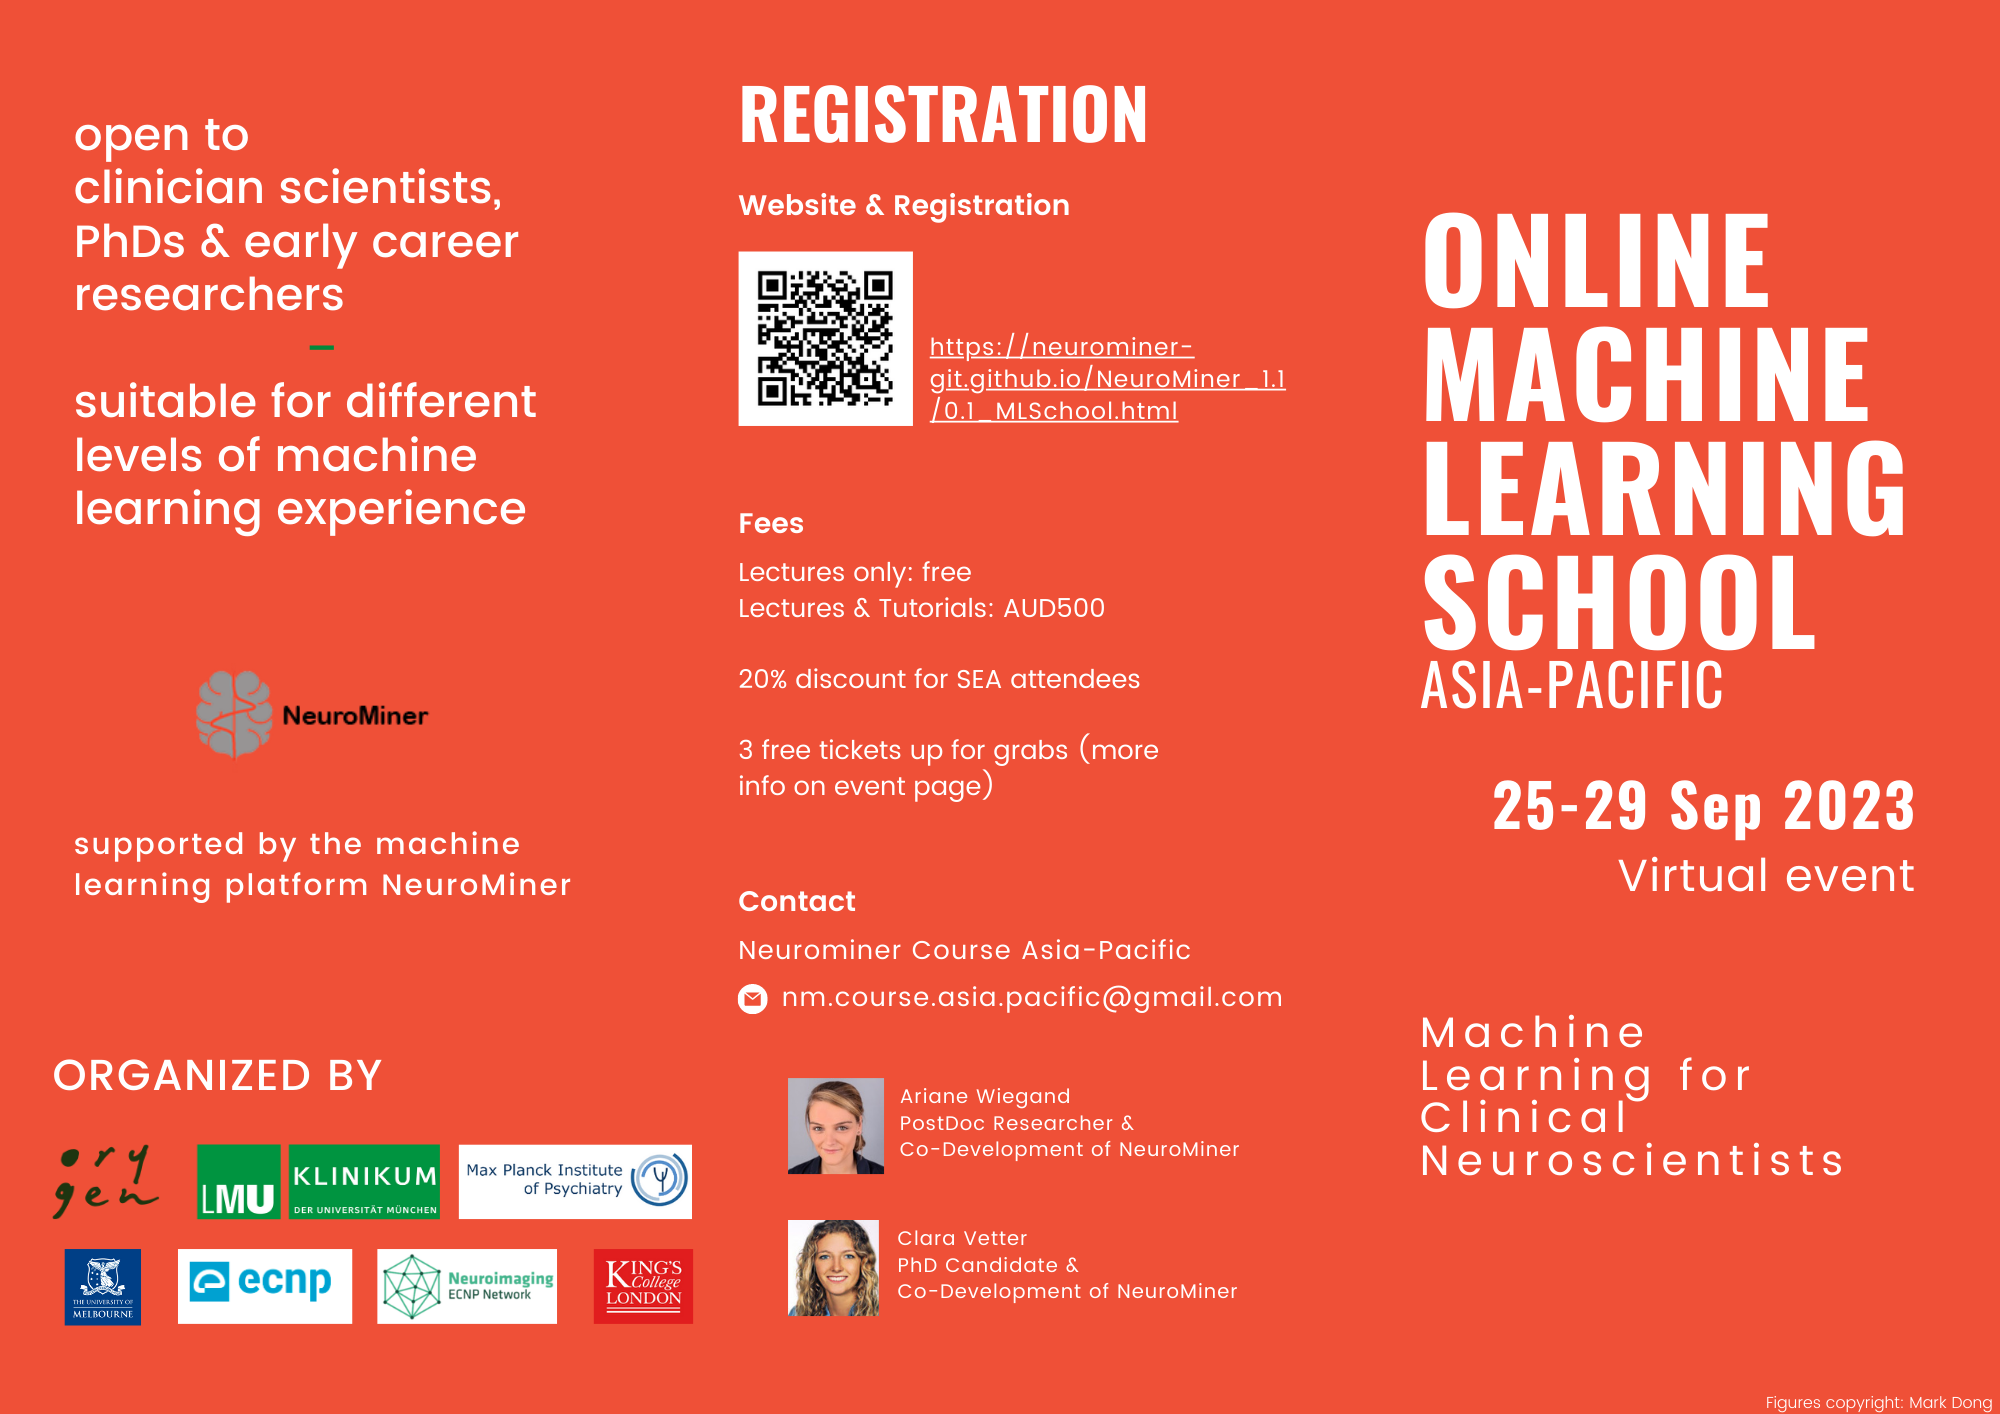 open to
clinician scientists,
PhDs & early career
researchers
–
suitable for different
levels of machine
learning experience
NeuroMiner
supported by the machine
learning platform NeuroMiner
ORGANIZED BY
ory
gen
LMU
KLINIKUM
DER UNIVERSITÄT MÜNCHEN
Max Planck Institute
of Psychiatry
THE UNIVERSITY OF
MELBOURNE
ecnp
Neuroimaging
ECNP Network
KING'S
College
LONDON
REGISTRATION
Website & Registration
https://neurominer-
git.github.io/NeuroMiner_1.1
/0.1_MLSchool.html
Fees
Lectures only: free
Lectures & Tutorials: AUD500
20% discount for SEA attendees
3 free tickets up for grabs (more
info on event page)
Contact
Neurominer Course Asia-Pacific
nm.course.asia.pacific@gmail.com
Ariane Wiegand
PostDoc Researcher &
Co-Development of NeuroMiner
Clara Vetter
PhD Candidate &
Co-Development of NeuroMiner
ONLINE
MACHINE
LEARNING
SCHOOL
ASIA-PACIFIC
25-29 Sep 2023
Virtual event
Machine
Learning for
Clinical
Neuroscientists
Figures copyright: Mark Dong